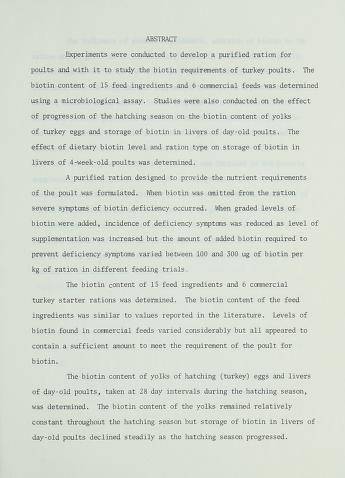 ABSTRACT
Experiments were conducted to develop a purified ration for
poults and with it to study the biotin requirements of turkey poults. The
biotin content of 15 feed ingredients and 6 commercial feeds was determined
using a microbiological assay. Studies were also conducted on the effect
of progression of the hatching season on the biotin content of yolks
of turkey eggs and storage of biotin in livers of day-old poults. The
effect of dietary biotin level and ration type on storage of biotin in
livers of 4-week-old poults was determined.
A purified ration designed to provide the nutrient requirements
of the poult was formulated. When biotin was omitted from the ration
severe symptoms of biotin deficiency occurred. When graded levels of
biotin were added, incidence of deficiency symptoms was reduced as level of
supplementation was increased but the amount of added biotin required to
prevent deficiency symptoms varied between 100 and 300 ug of biotin per
kg of ration in different feeding trials.
The biotin content of 15 feed ingredients and 6 commercial
turkey starter rations was determined. The biotin content of the feed
ingredients was similar to values reported in the literature. Levels of
biotin found in commercial feeds varied considerably but all appeared to
contain a sufficient amount to meet the requirement of the poult for
biotin.
The biotin content of yolks of hatching (turkey) eggs and livers
of day-old poults, taken at 28 day intervals during the hatching season,
was determined. The biotin content of the yolks remained relatively
constant throughout the hatching season but storage of biotin in livers of
day-old poults declined steadily as the hatching season progressed.